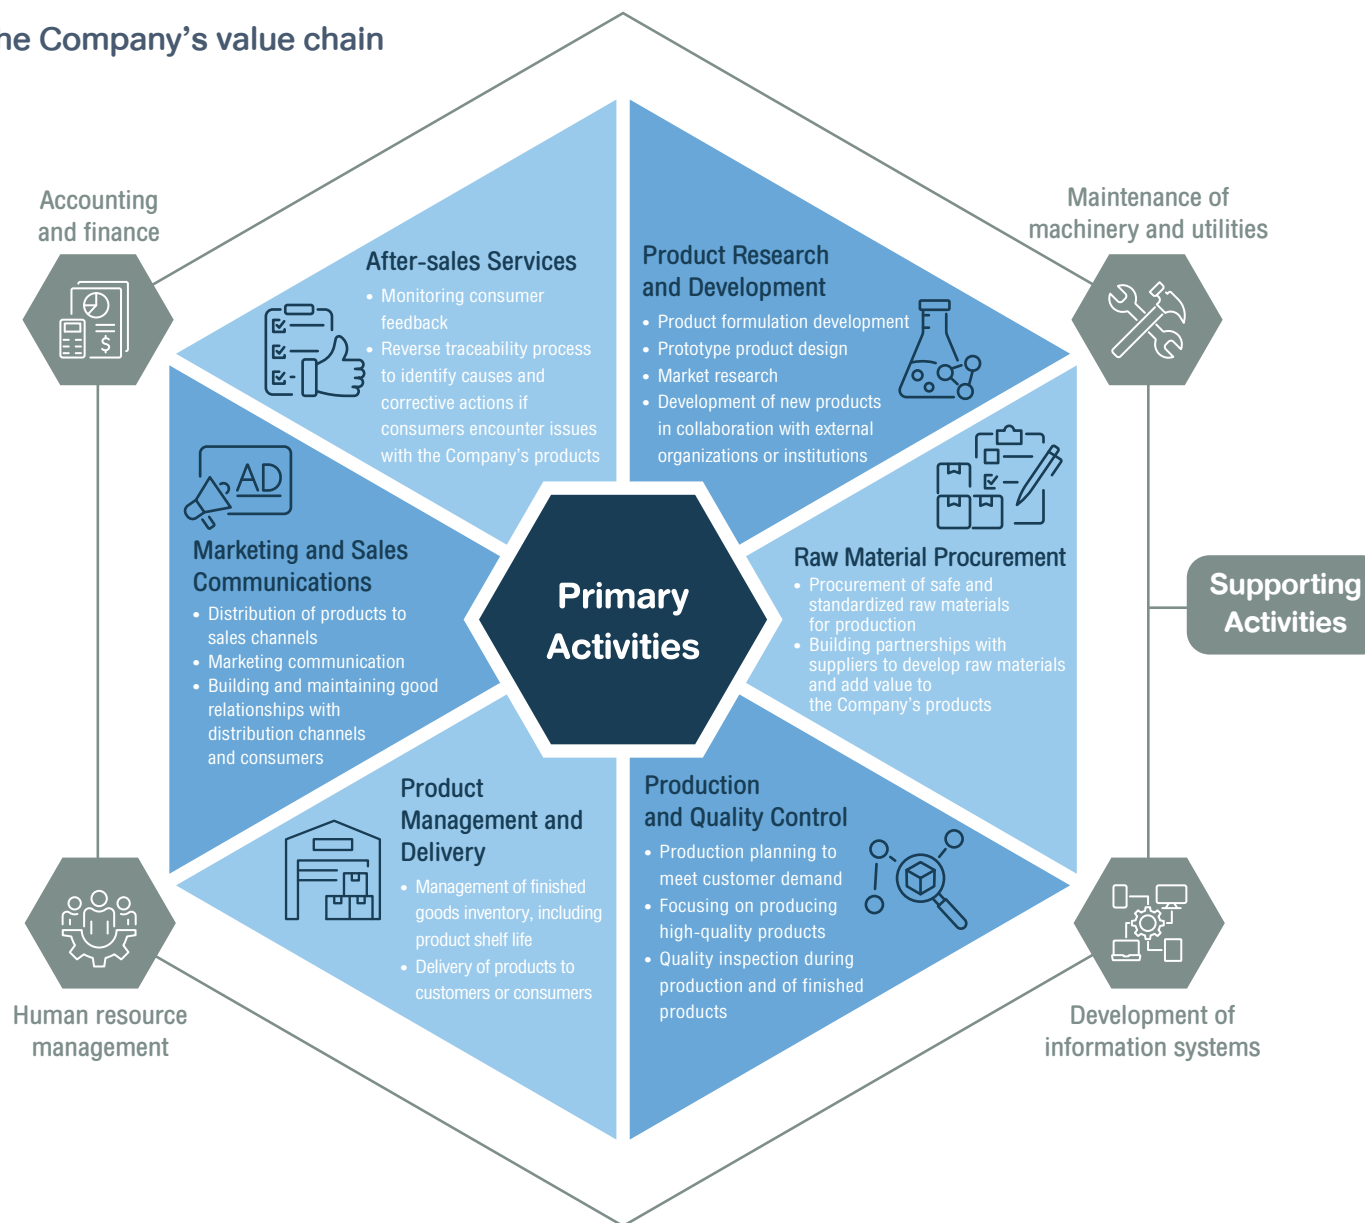 he Company's value chain
Accounting
and finance
Maintenance of
machinery and utilities
After-sales Services
• Monitoring consumer
feedback
• Reverse traceability process
to identify causes and
corrective actions if
consumers encounter issues
with the Company's products
Product Research
and Development
• Product formulation development
• Prototype product design
• Market research
• Development of new products
in collaboration with external
organizations or institutions
AD
Marketing and Sales
Communications
• Distribution of products to
sales channels
• Marketing communication
• Building and maintaining good
relationships with
distribution channels
and consumers
Primary
Activities
Raw Material Procurement
• Procurement of safe and
standardized raw materials
for production
• Building partnerships with
suppliers to develop raw materials
and add value to
the Company's products
Supporting
Activities
Product
Management and
Delivery
• Management of finished
goods inventory, including
product shelf life
• Delivery of products to
customers or consumers
Production
and Quality Control
• Production planning to
meet customer demand
• Focusing on producing
high-quality products
• Quality inspection during
production and of finished
products
Human resource
management
Development of
information systems
$